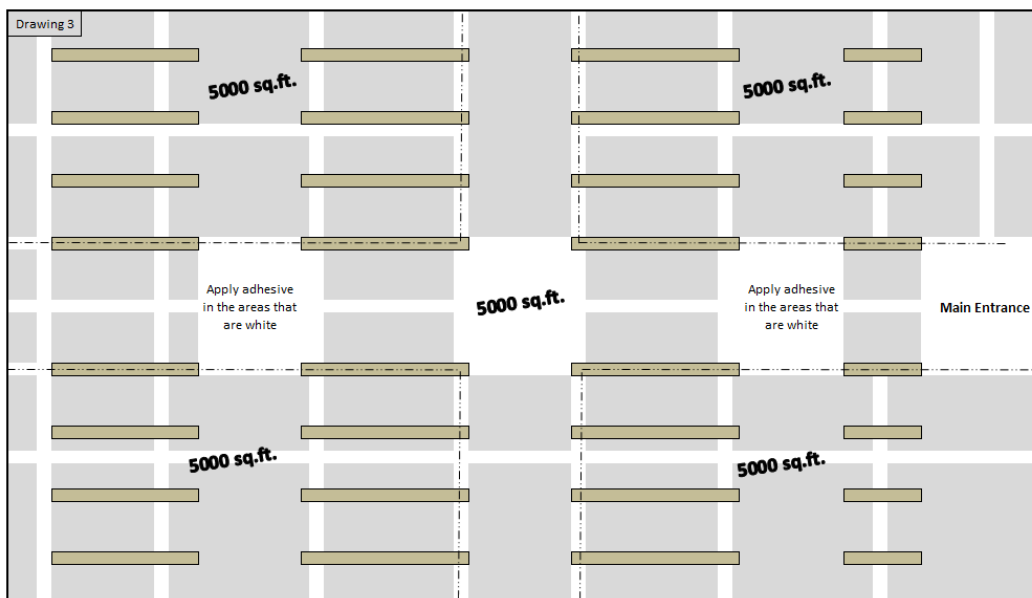 Drawing 3
5000 sq.ft.
5000 sq.ft.
Apply adhesive
in the areas that
are white
5000 sq.ft.
Apply adhesive
in the areas that
are white
Main Entrance
5000 sq.ft.
5000 sq.ft.